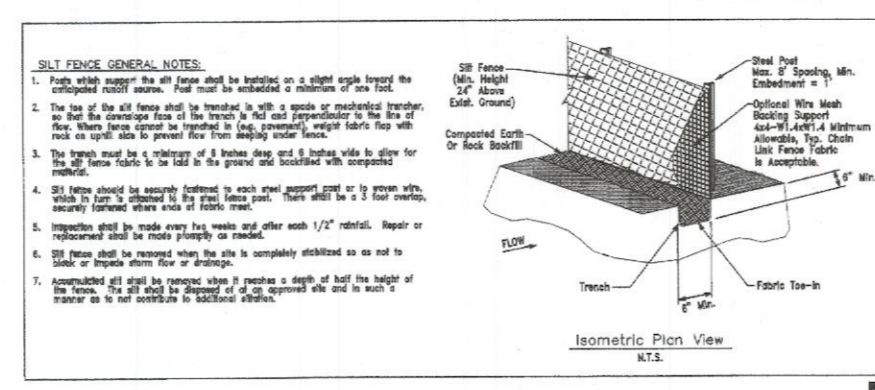 SILT FENCE GENERAL NOTES:
1. Posts which support the silt fence shall be installed on a slight angle toward the
anticipated runoff source. Post must be embedded a minimum of one foot.
2. The toe of the silt fence shall be trenched in with a spade or mechanical trencher,
so that the downslope face of the trench is flat and perpendicular to the line of
flow. Where fence cannot be trenched in (e.g. pavement), weight fabric flap with
rock on uphill side to prevent flow from seeping under fence.
3. The trench must be a minimum of 6 inches deep and 6 inches wide to allow for
the silt fence fabric to be laid in the ground and backfilled with compacted
material.
4. Silt fence should be securely fastened to each steel support post or to woven wire,
which in turn is attached to the steel fence post. There shall be a 3 foot overlap,
securely fastened where ends of fabric meet.
5. Inspection shall be made every two weeks and after each 1/2" rainfall. Repair or
replacement shall be made promptly as needed.
6. Silt fence shall be removed when the site is completely stabilized so as not to
block or impede storm flow or drainage.
7. Accumulated silt shall be removed when it reaches a depth of half the height of
the fence. The silt shall be disposed of at an approved site and in such a
manner as to not contribute to additional siltation.
Silt Fence
(Min. Height
24" Above
Exist. Ground)
Compacted Earth
Or Rock Backfill
Steel Post
Max. 8' Spacing, Min.
Embedment = 1'
Optional Wire Mesh
Backing Support
4x4-W1.4xW1.4 Minimum
Allowable, Typ. Chain
Link Fence Fabric
is Acceptable.
6" Min.
FLOW
Trench
Fabric Toe-in
6" Min.
Isometric Plan View
N.T.S.